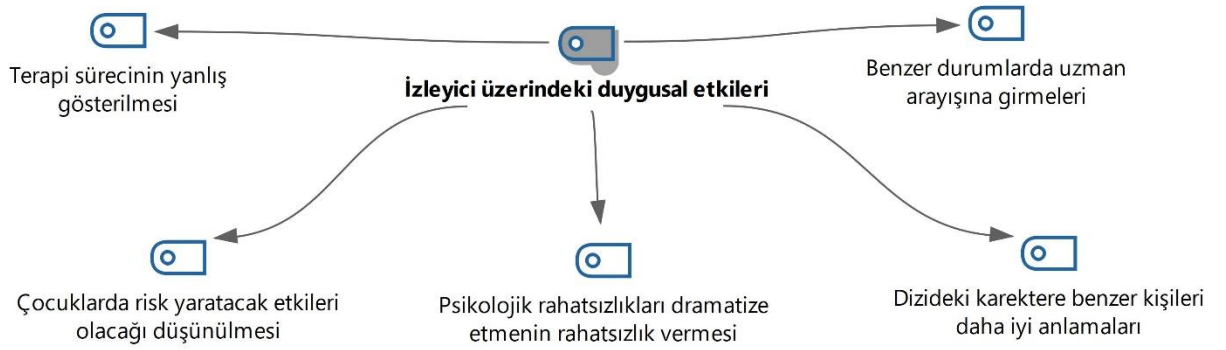 Terapi sürecinin yanlış
gösterilmesi
İzleyici üzerindeki duygusal etkileri
Benzer durumlarda uzman
arayışına girmeleri
Çocuklarda risk yaratacak etkileri
olacağı düşünülmesi
Psikolojik rahatsızlıkları dramatize
etmenin rahatsızlık vermesi
Dizideki karektere benzer kişileri
daha iyi anlamaları